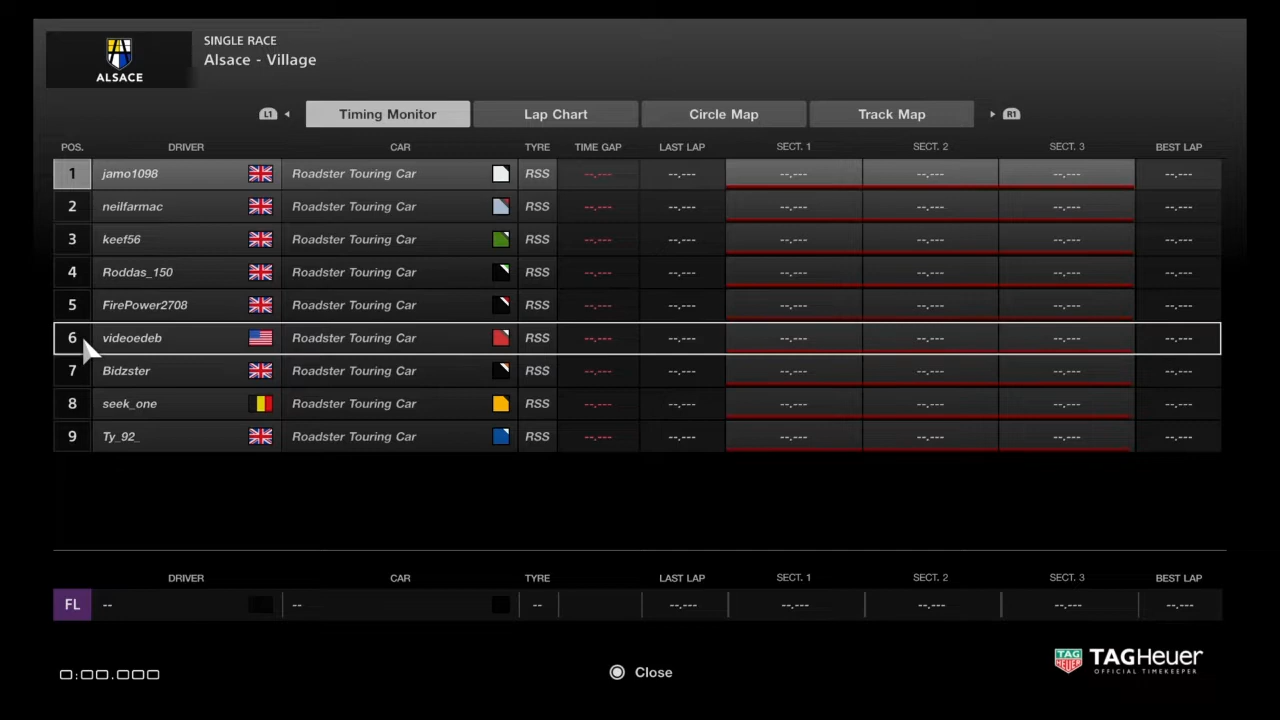 ALSACE
SINGLE RACE
Alsace - Village
L1 Timing Monitor Lap Chart Circle Map Track Map R1
POS. DRIVER CAR TYRE TIME GAP LAST LAP SECT. 1 SECT. 2 SECT. 3 BEST LAP
1 jamo1098 Roadster Touring Car RSS --,--- --,--- --,--- --,--- --,--- --,---
2 neilfarmac Roadster Touring Car RSS --,--- --,--- --,--- --,--- --,--- --,---
3 keef56 Roadster Touring Car RSS --,--- --,--- --,--- --,--- --,--- --,---
4 Roddas_150 Roadster Touring Car RSS --,--- --,--- --,--- --,--- --,--- --,---
5 FirePower2708 Roadster Touring Car RSS --,--- --,--- --,--- --,--- --,--- --,---
6 videoedeb Roadster Touring Car RSS --,--- --,--- --,--- --,--- --,--- --,---
7 Bidzster Roadster Touring Car RSS --,--- --,--- --,--- --,--- --,--- --,---
8 seek_one Roadster Touring Car RSS --,--- --,--- --,--- --,--- --,--- --,---
9 Ty_92_ Roadster Touring Car RSS --,--- --,--- --,--- --,--- --,--- --,---
DRIVER CAR TYRE LAST LAP SECT. 1 SECT. 2 SECT. 3 BEST LAP
FL -- -- -- --,--- --,--- --,--- --,--- --,---
0:00.000
Close
TAG HEUER TAGHeuer
OFFICIAL TIMEKEEPER